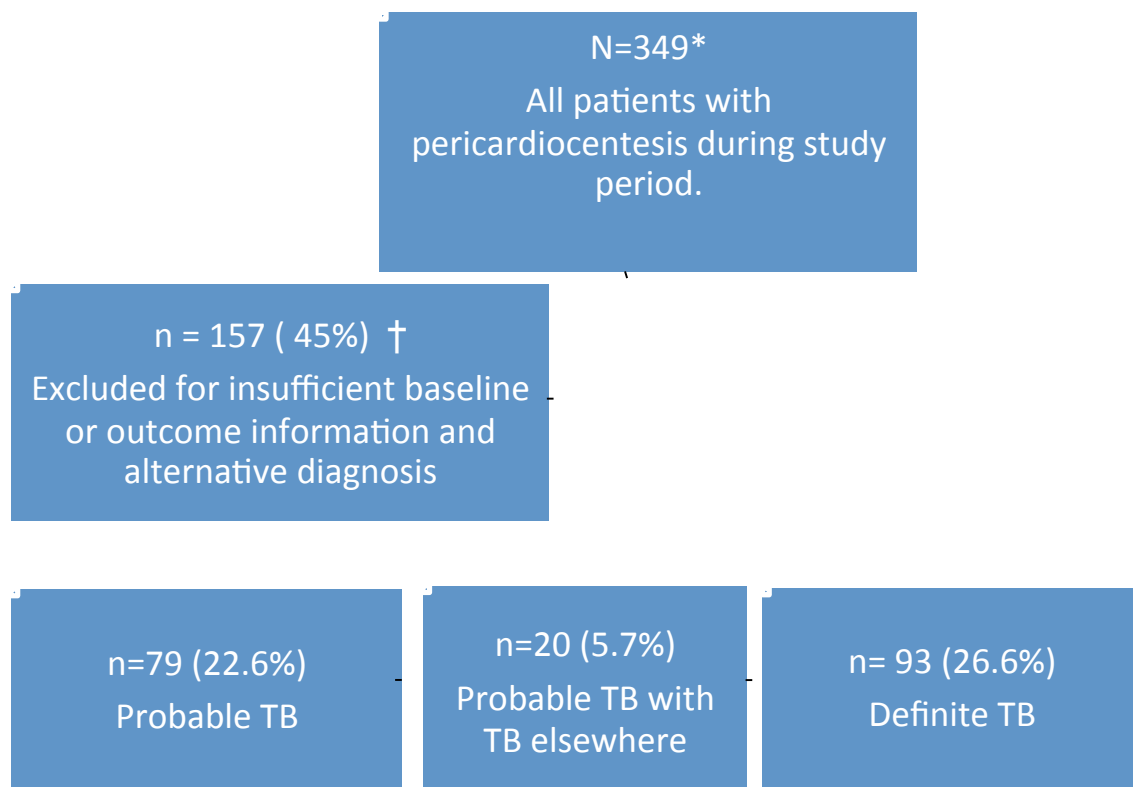 N=349*
All patients with
pericardiocentesis during study
period.
n = 157 ( 45%) †
Excluded for insufficient baseline
or outcome information and
alternative diagnosis
n=79 (22.6%)
Probable TB
n=20 (5.7%)
Probable TB with
TB elsewhere
n= 93 (26.6%)
Definite TB